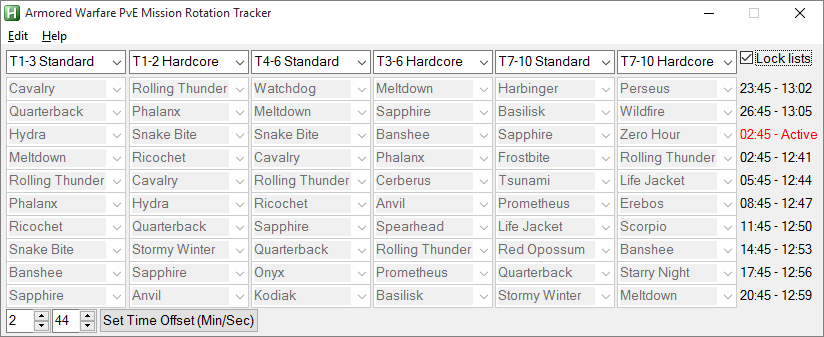 Armored Warfare PvE Mission Rotation Tracker
Edit Help
T1-3 Standard T1-2 Hardcore T4-6 Standard T3-6 Hardcore T7-10 Standard T7-10 Hardcore Lock lists
Cavalry Rolling Thunder Watchdog Meltdown Harbinger Perseus 23:45 - 13:02
Quarterback Phalanx Meltdown Sapphire Basilisk Wildfire 26:45 - 13:05
Hydra Snake Bite Snake Bite Banshee Sapphire Zero Hour 02:45 - Active
Meltdown Ricochet Cavalry Phalanx Frostbite Rolling Thunder 02:45 - 12:41
Rolling Thunder Cavalry Rolling Thunder Cerberus Tsunami Life Jacket 05:45 - 12:44
Phalanx Hydra Ricochet Anvil Prometheus Erebos 08:45 - 12:47
Ricochet Quarterback Sapphire Spearhead Life Jacket Scorpio 11:45 - 12:50
Snake Bite Stormy Winter Quarterback Rolling Thunder Red Opossum Banshee 14:45 - 12:53
Banshee Sapphire Onyx Prometheus Quarterback Starry Night 17:45 - 12:56
Sapphire Anvil Kodiak Basilisk Stormy Winter Meltdown 20:45 - 12:59
2 44 Set Time Offset (Min/Sec)